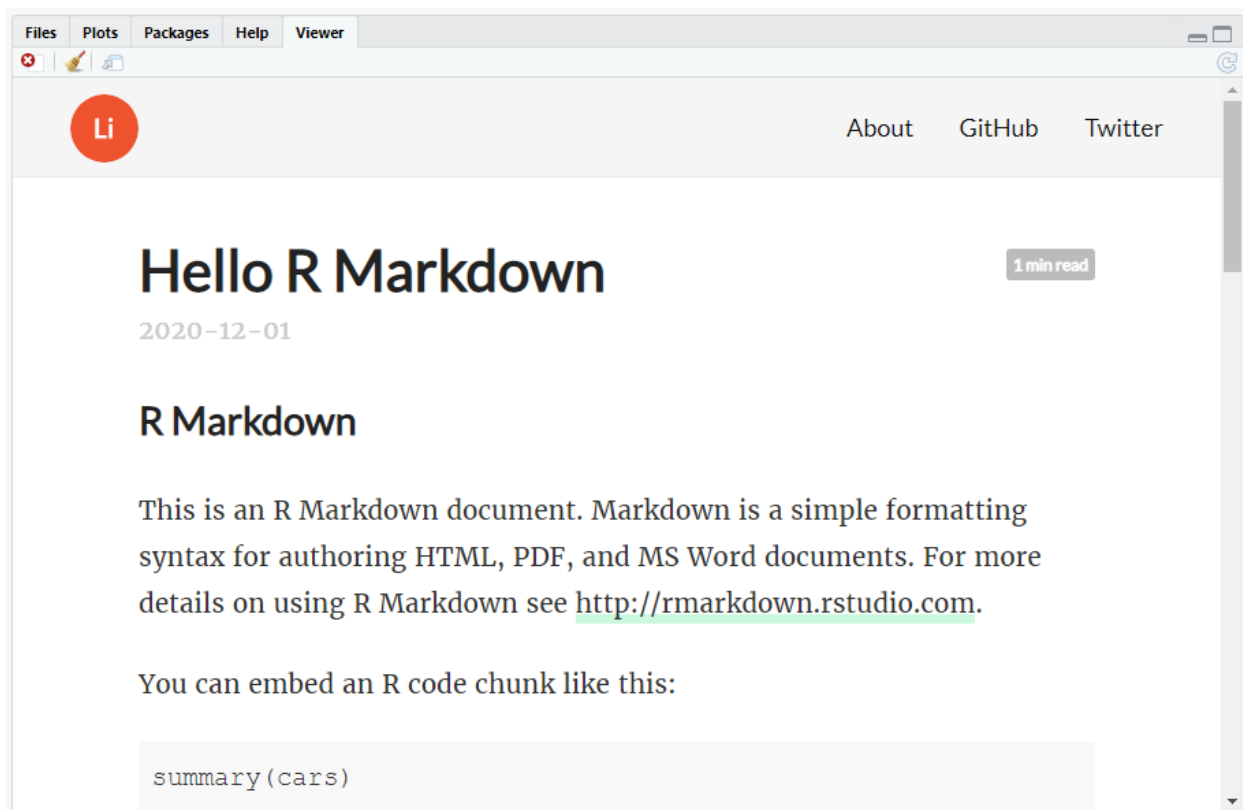 Files Plots Packages Help Viewer
Li
About GitHub Twitter
Hello R Markdown
1 min read
2020-12-01
R Markdown
This is an R Markdown document. Markdown is a simple formatting
syntax for authoring HTML, PDF, and MS Word documents. For more
details on using R Markdown see http://rmarkdown.rstudio.com.
You can embed an R code chunk like this:
summary(cars)